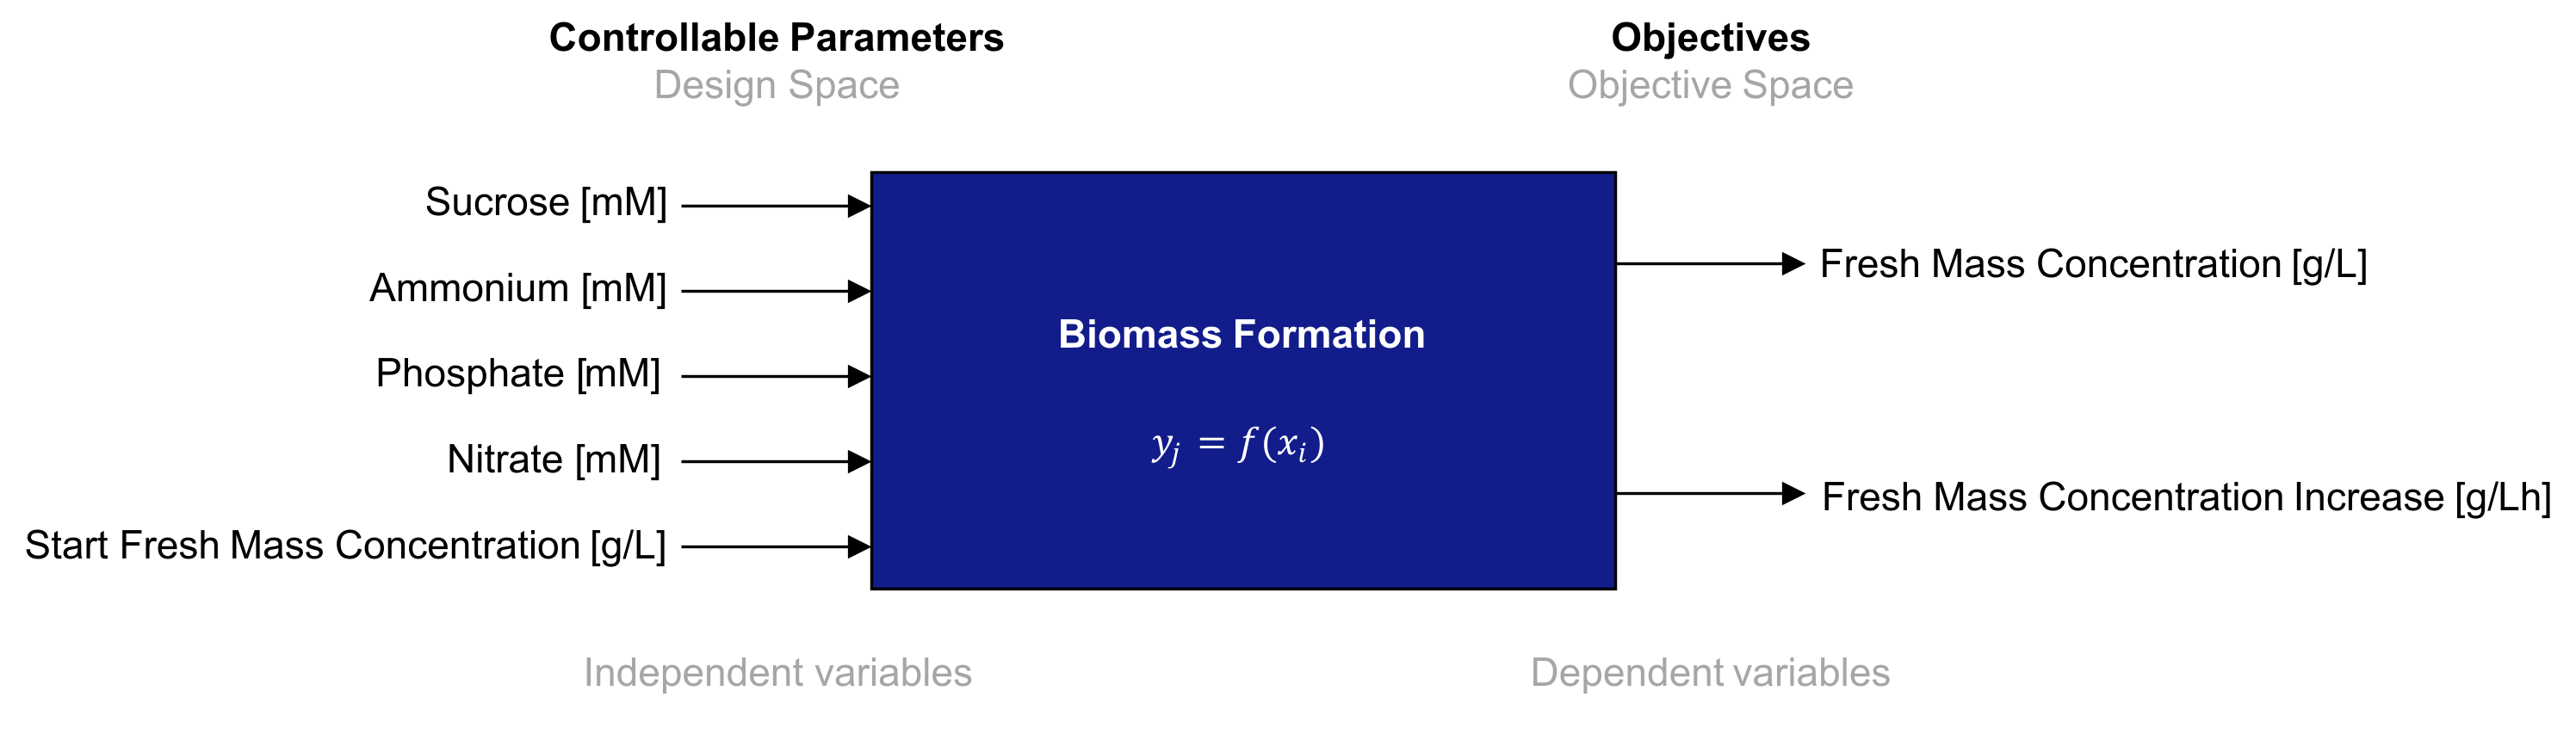 Controllable Parameters
Design Space
Objectives
Objective Space
Sucrose [mM]
Ammonium [mM]
Phosphate [mM]
Nitrate [mM]
Start Fresh Mass Concentration [g/L]
Biomass Formation
y_j = f(x_i)
Fresh Mass Concentration [g/L]
Fresh Mass Concentration Increase [g/Lh]
Independent variables
Dependent variables